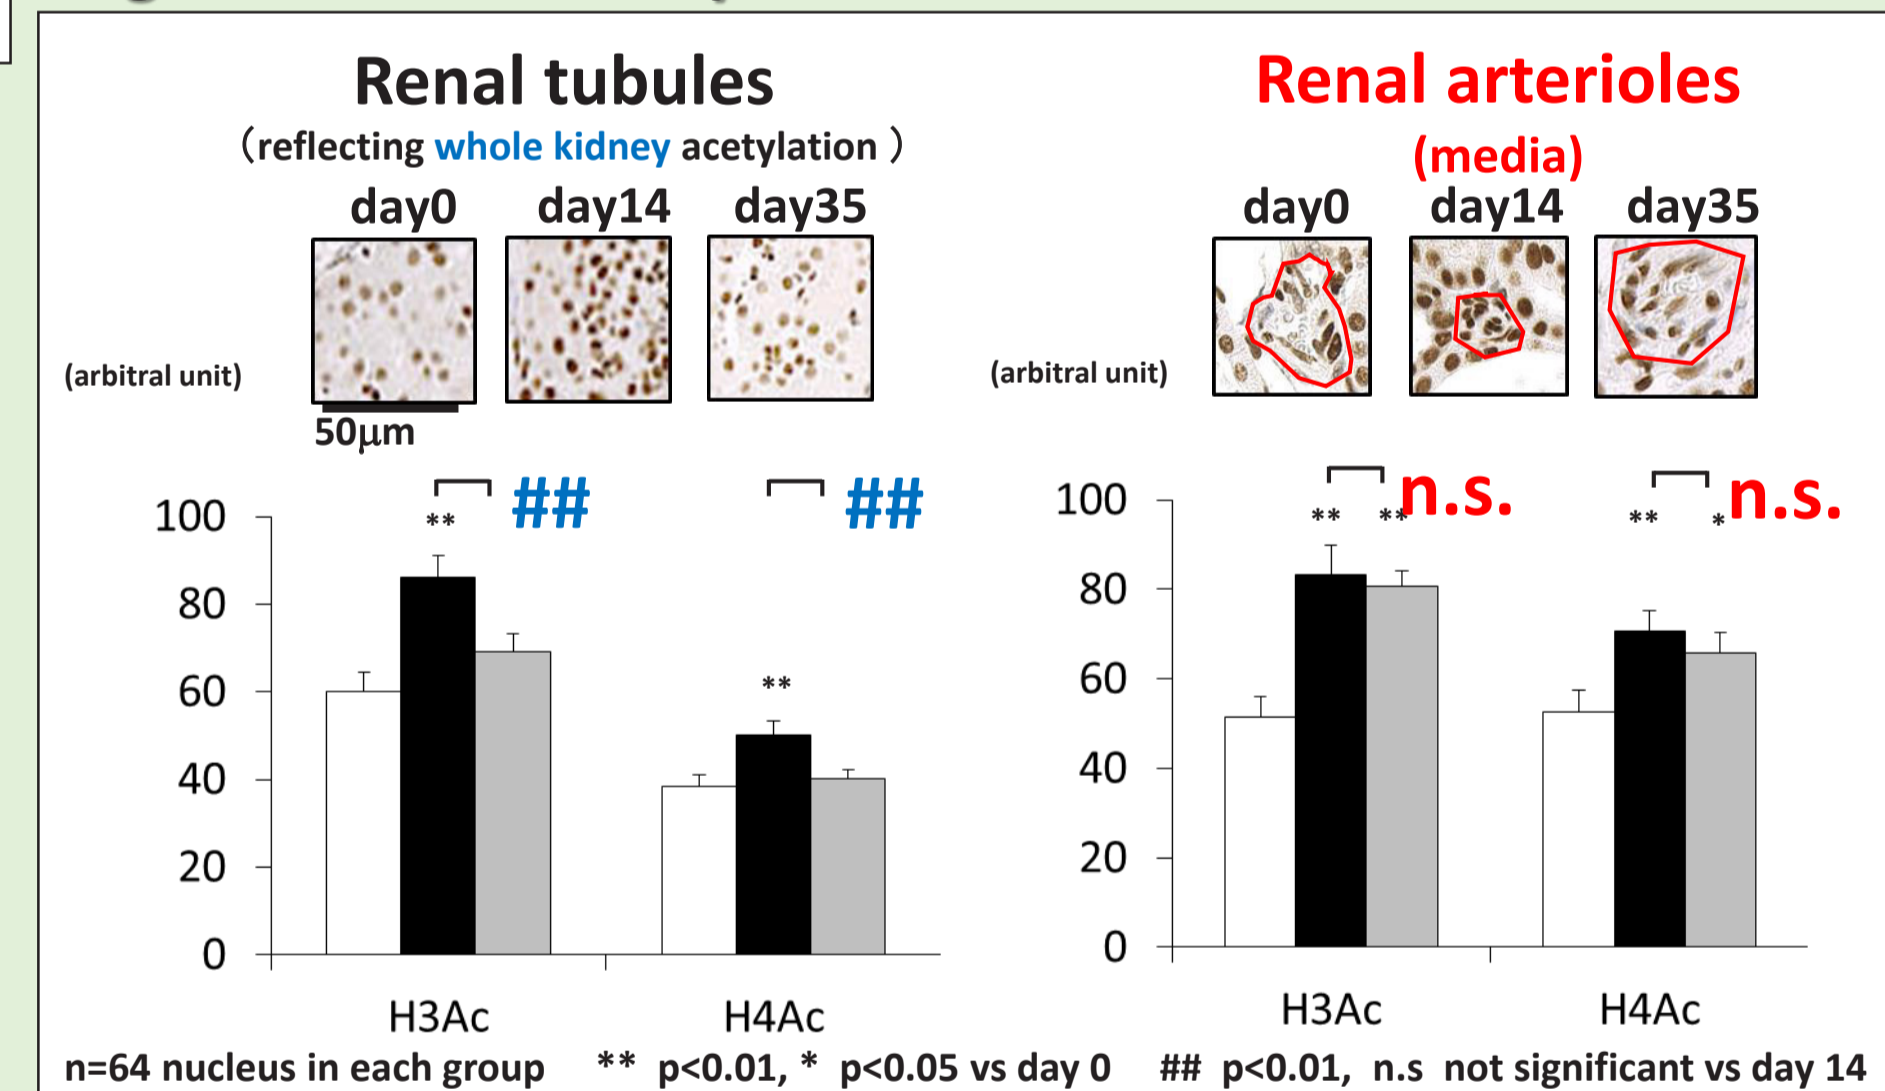 Renal tubules
（reflecting whole kidney acetylation ）
day0 day14 day35
(arbitral unit)
50μm
## ##
**
**
100
80
60
40
20
0
H3Ac H4Ac
Renal arterioles
(media)
day0 day14 day35
(arbitral unit)
n.s. n.s.
** ** ** *
100
80
60
40
20
0
H3Ac H4Ac
n=64 nucleus in each group ** p<0.01, * p<0.05 vs day 0 ## p<0.01, n.s not significant vs day 14